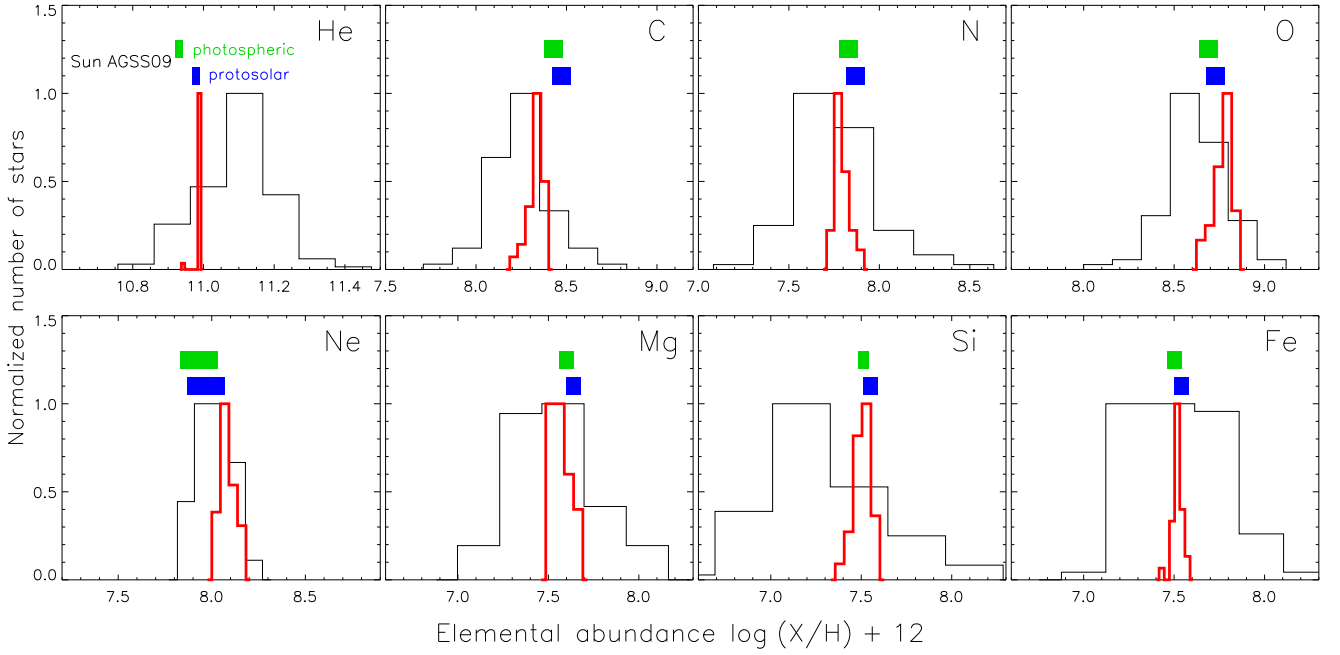 1.5 He C N O
photospheric
Sun AGSS09
protosolar
1.0
0.5
0.0
10.8 11.0 11.2 11.4 7.5 8.0 8.5 9.0 7.0 7.5 8.0 8.5 8.0 8.5 9.0
1.5 Ne Mg Si Fe
1.0
0.5
0.0
7.5 8.0 8.5 7.0 7.5 8.0 7.0 7.5 8.0 7.0 7.5 8.0
Normalized number of stars
Elemental abundance log (X/H) + 12